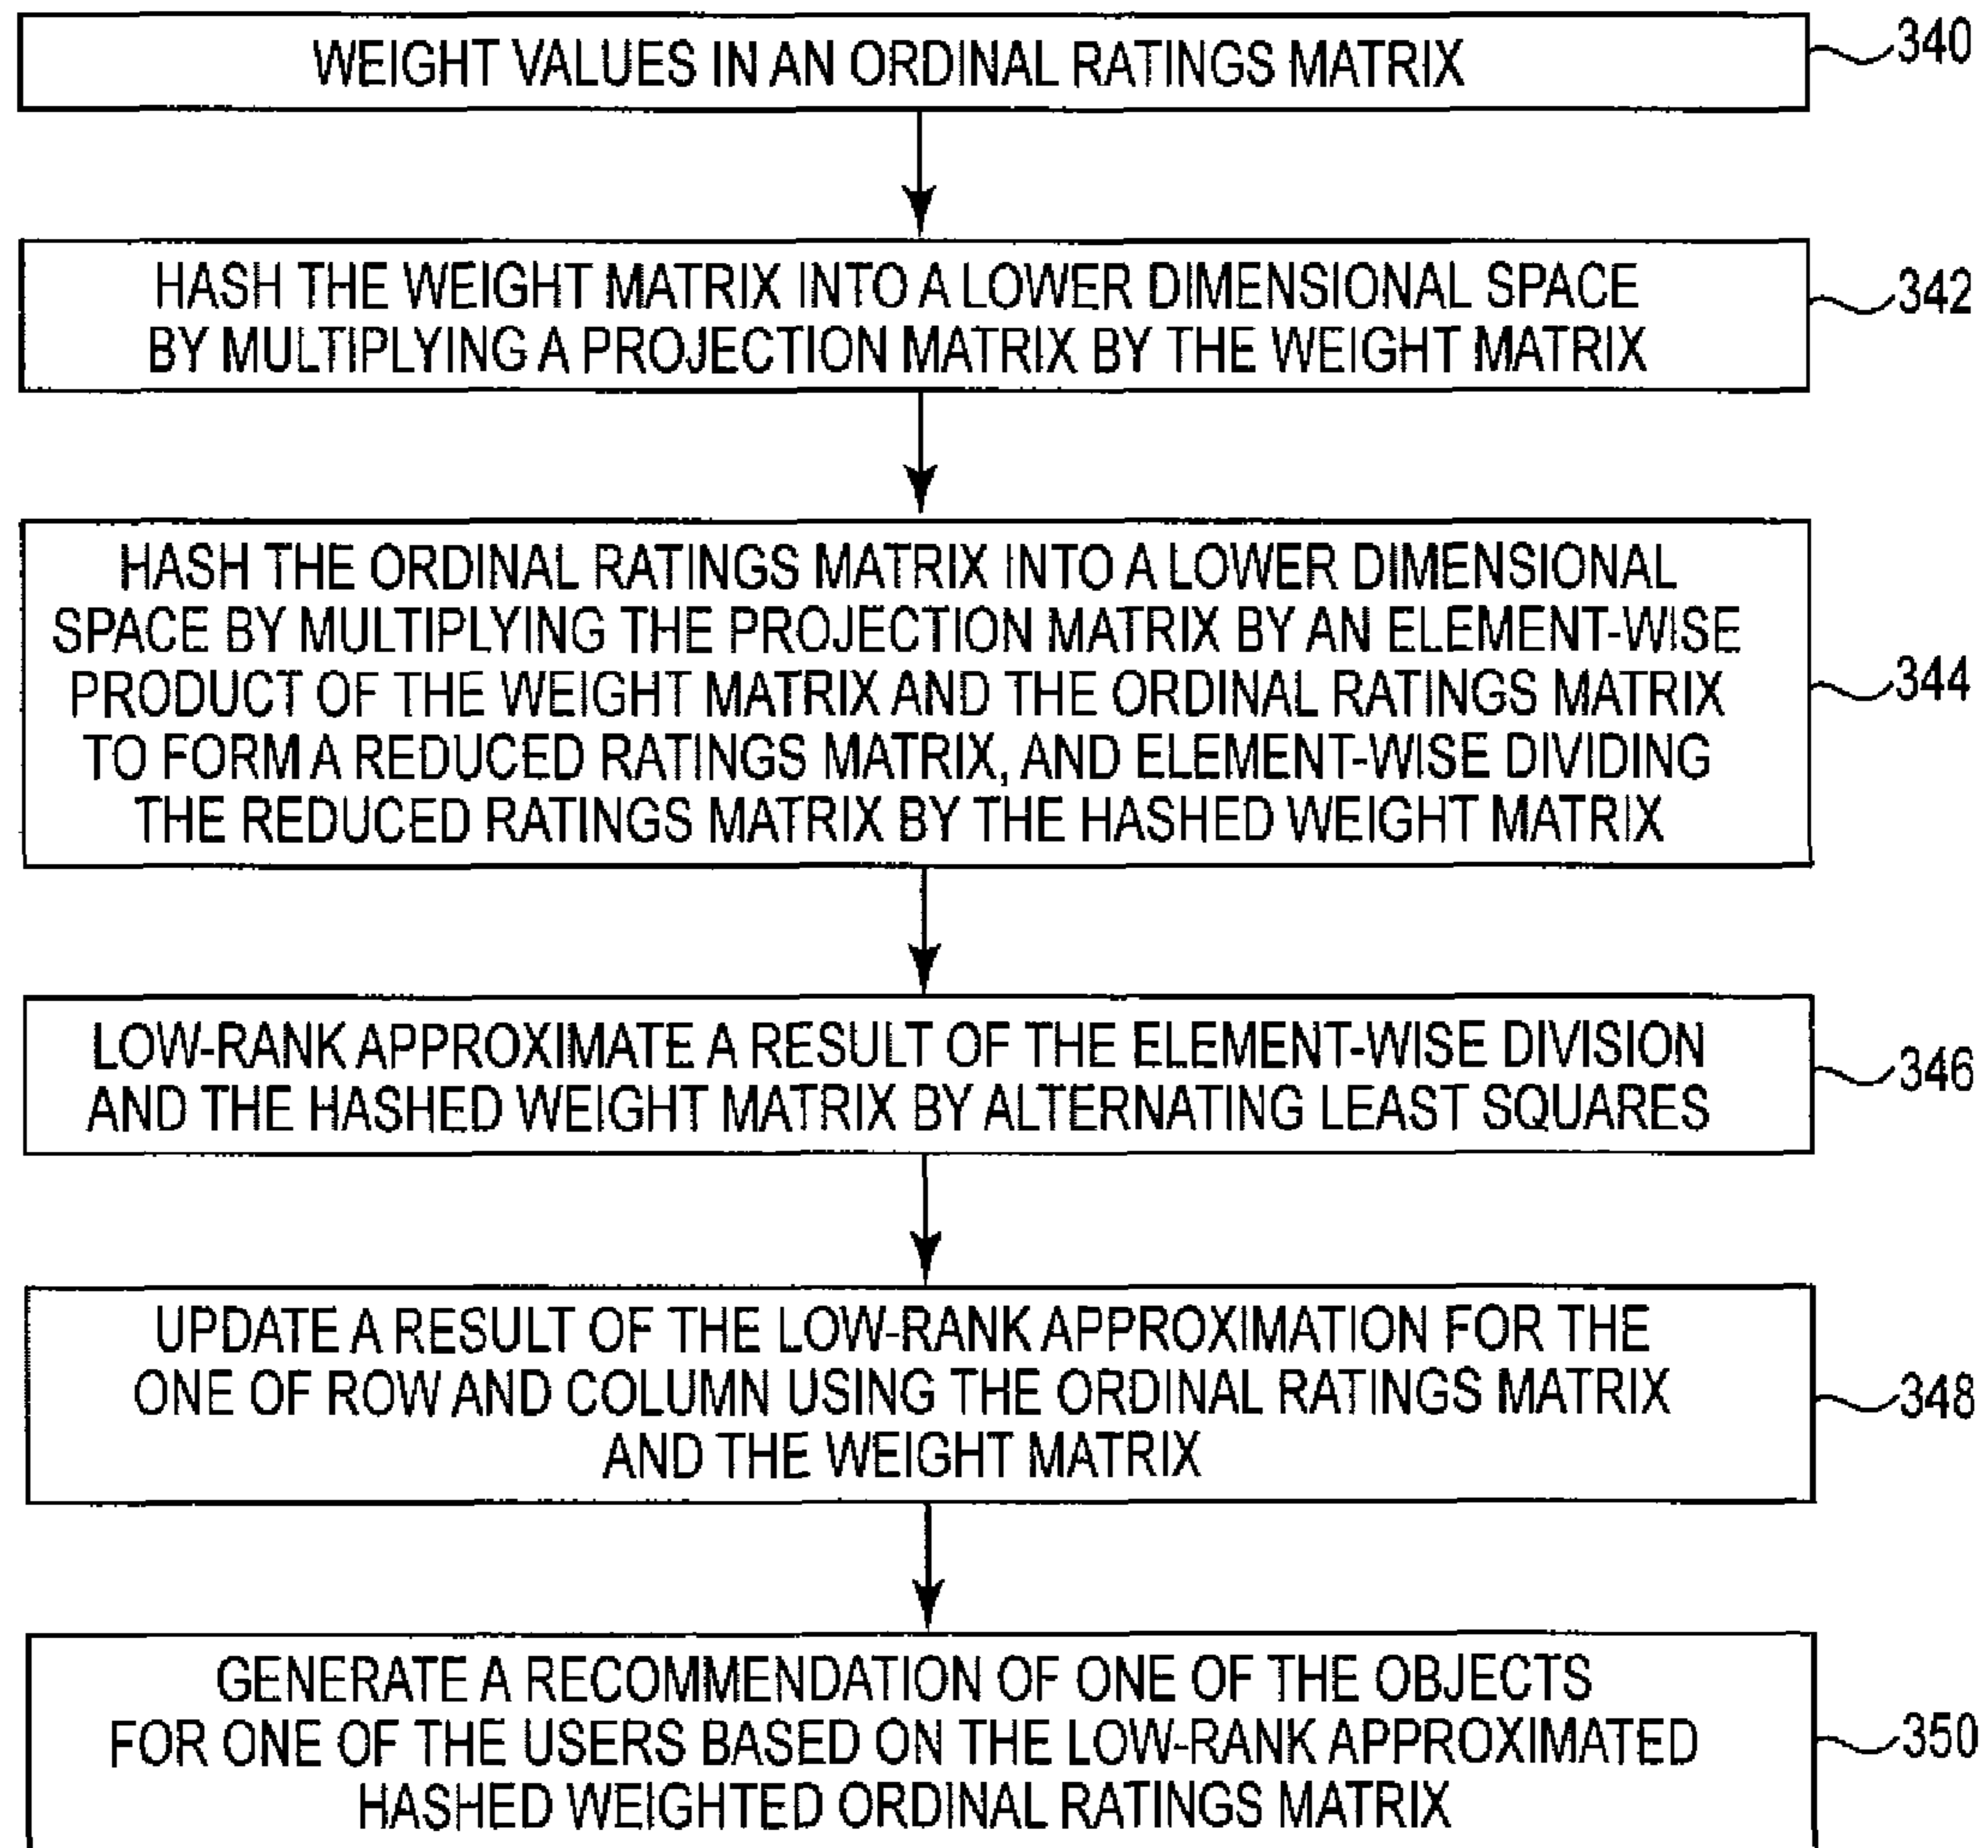 WEIGHT VALUES IN AN ORDINAL RATINGS MATRIX
340
HASH THE WEIGHT MATRIX INTO A LOWER DIMENSIONAL SPACE
BY MULTIPLYING A PROJECTION MATRIX BY THE WEIGHT MATRIX
342
HASH THE ORDINAL RATINGS MATRIX INTO A LOWER DIMENSIONAL
SPACE BY MULTIPLYING THE PROJECTION MATRIX BY AN ELEMENT-WISE
PRODUCT OF THE WEIGHT MATRIX AND THE ORDINAL RATINGS MATRIX
TO FORM A REDUCED RATINGS MATRIX, AND ELEMENT-WISE DIVIDING
THE REDUCED RATINGS MATRIX BY THE HASHED WEIGHT MATRIX
344
LOW-RANK APPROXIMATE A RESULT OF THE ELEMENT-WISE DIVISION
AND THE HASHED WEIGHT MATRIX BY ALTERNATING LEAST SQUARES
346
UPDATE A RESULT OF THE LOW-RANK APPROXIMATION FOR THE
ONE OF ROW AND COLUMN USING THE ORDINAL RATINGS MATRIX
AND THE WEIGHT MATRIX
348
GENERATE A RECOMMENDATION OF ONE OF THE OBJECTS
FOR ONE OF THE USERS BASED ON THE LOW-RANK APPROXIMATED
HASHED WEIGHTED ORDINAL RATINGS MATRIX
350